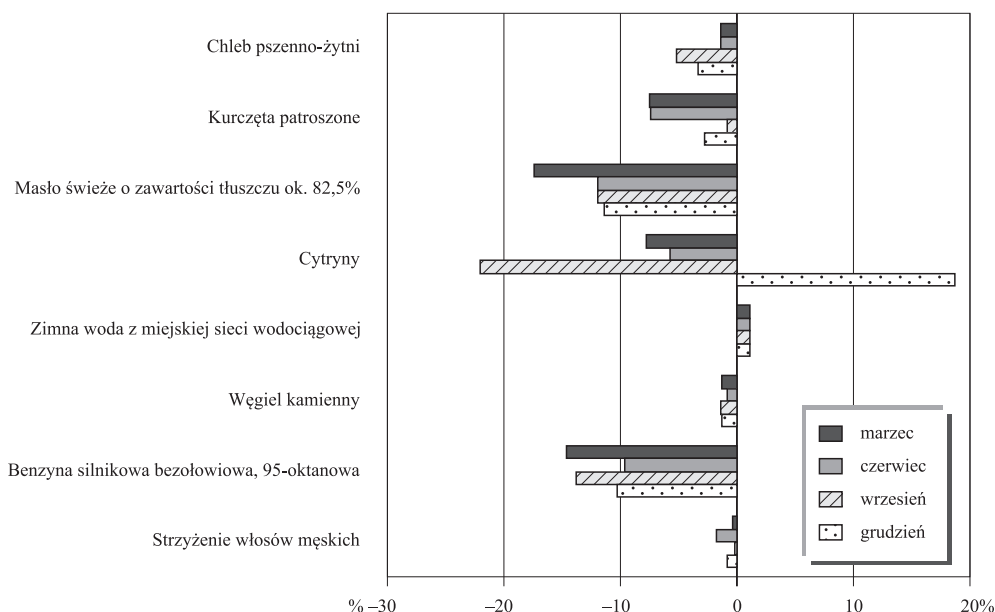 Chleb pszenno-żytni
Kurczęta patroszone
Masło świeże o zawartości tłuszczu ok. 82,5%
Cytryny
Zimna woda z miejskiej sieci wodociągowej
Węgiel kamienny
Benzyna silnikowa bezołowiowa, 95-oktanowa
Strzyżenie włosów męskich
marzec
czerwiec
wrzesień
grudzień
% –30 –20 –10 0 10 20%